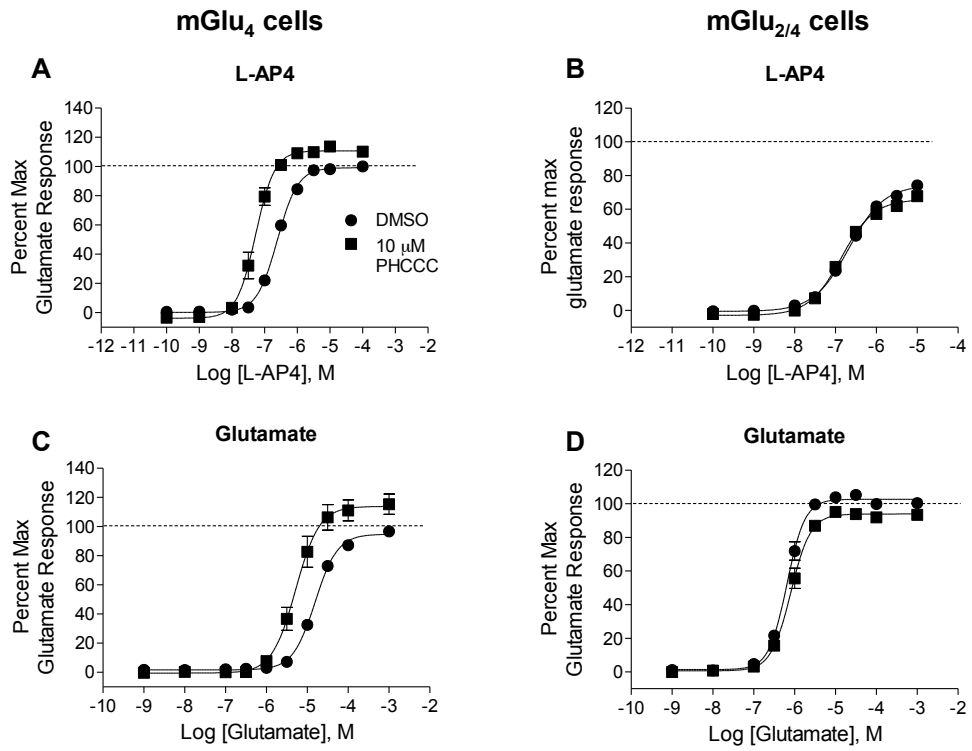 mGlu4 cells
mGlu2/4 cells
A
L-AP4
140
120
100
80
60
40
20
0
Percent Max
Glutamate Response
DMSO
10 μM
PHCCC
-12 -11 -10 -9 -8 -7 -6 -5 -4 -3 -2
Log [L-AP4], M
B
L-AP4
120
100
80
60
40
20
0
Percent max
glutamate response
-11 -10 -9 -8 -7 -6 -5 -4
Log [L-AP4], M
C
Glutamate
140
120
100
80
60
40
20
0
Percent Max
Glutamate Response
-10 -9 -8 -7 -6 -5 -4 -3 -2
Log [Glutamate], M
D
Glutamate
120
100
80
60
40
20
0
Percent Max
Glutamate Response
-10 -9 -8 -7 -6 -5 -4 -3 -2
Log [Glutamate], M